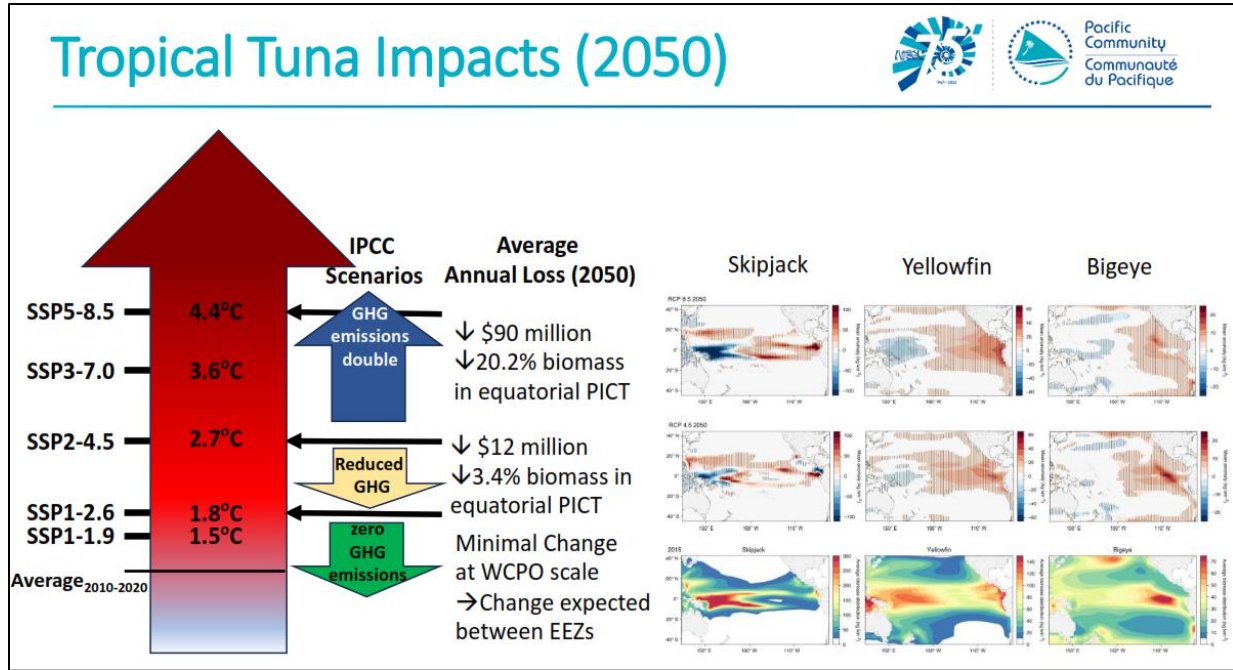 Tropical Tuna Impacts (2050)
75
Pacific
Community
Communauté
du Pacifique
IPCC
Scenarios
Average
Annual Loss (2050)
SSP5-8.5
4.4°C
SSP3-7.0
3.6°C
SSP2-4.5
2.7°C
SSP1-2.6
1.8°C
SSP1-1.9
1.5°C
Average2010-2020
GHG
emissions
double
Reduced
GHG
zero
GHG
emissions
↓ $90 million
↓20.2% biomass
in equatorial PICT
↓ $12 million
↓3.4% biomass in
equatorial PICT
Minimal Change
at WCPO scale
→Change expected
between EEZs
Skipjack
Yellowfin
Bigeye
RCP 8.5 2050
RCP 4.5 2050
2015
Skipjack
Yellowfin
Bigeye